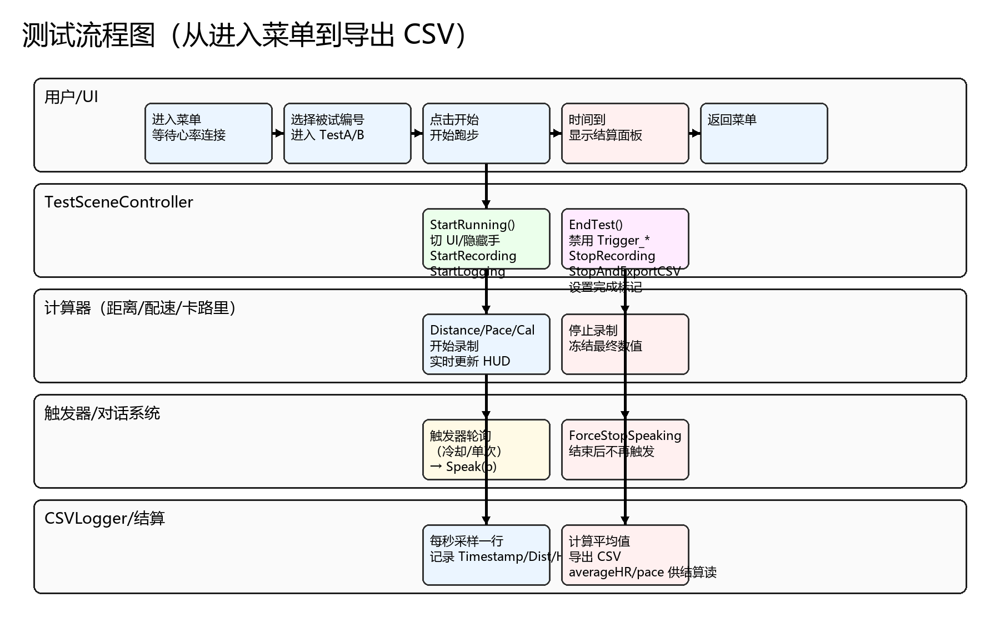 测试流程图（从进入菜单到导出 CSV）
用户/UI
进入菜单
等待心率连接
选择被试编号
进入 TestA/B
点击开始
开始跑步
时间到
显示结算面板
返回菜单
TestSceneController
StartRunning()
切 UI/隐藏手
StartRecording
StartLogging
EndTest()
禁用 Trigger_*
StopRecording
StopAndExportCSV
设置完成标记
计算器（距离/配速/卡路里）
Distance/Pace/Cal
开始录制
实时更新 HUD
停止录制
冻结最终数值
触发器/对话系统
触发器轮询
（冷却/单次）
→ Speak(p)
ForceStopSpeaking
结束后不再触发
CSVLogger/结算
每秒采样一行
记录 Timestamp/Dist/H
计算平均值
导出 CSV
averageHR/pace 供结算读